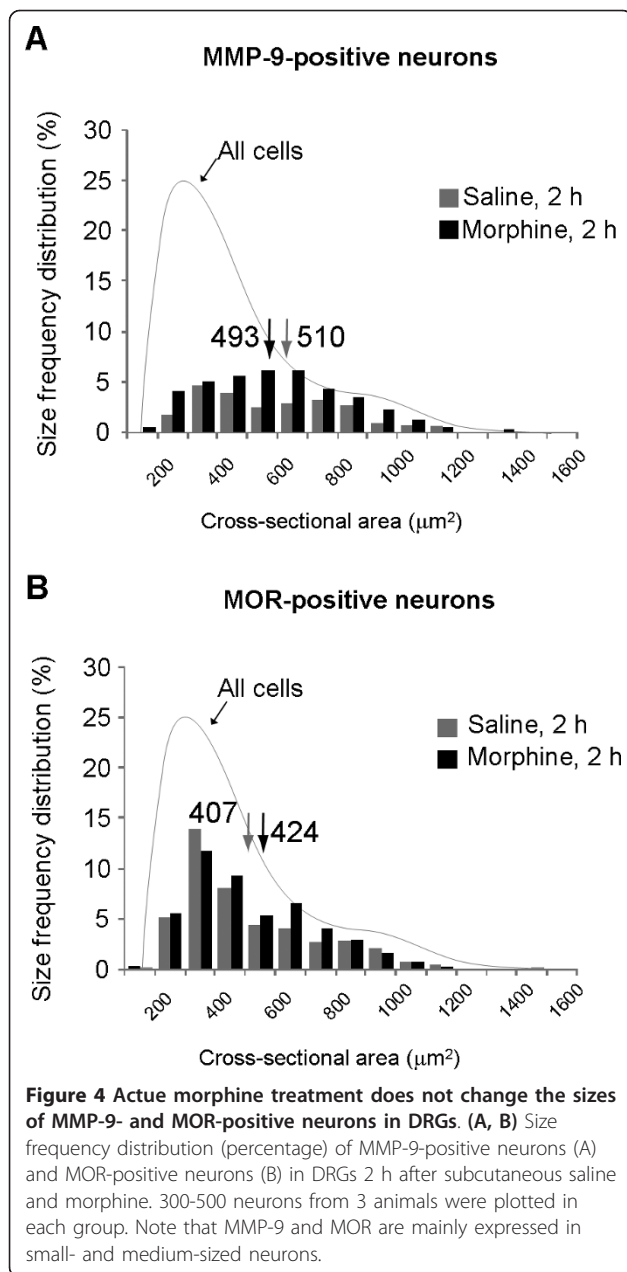 A
MMP-9-positive neurons
Size frequency distribution (%)
30
25
20
15
10
5
0
All cells
Saline, 2 h
Morphine, 2 h
493
510
200
400
600
800
1000
1200
1400
1600
Cross-sectional area (μm²)
B
MOR-positive neurons
Size frequency distribution (%)
30
25
20
15
10
5
0
All cells
Saline, 2 h
Morphine, 2 h
407
424
200
400
600
800
1000
1200
1400
1600
Cross-sectional area (μm²)
Figure 4 Actue morphine treatment does not change the sizes
of MMP-9- and MOR-positive neurons in DRGs. (A, B) Size
frequency distribution (percentage) of MMP-9-positive neurons (A)
and MOR-positive neurons (B) in DRGs 2 h after subcutaneous saline
and morphine. 300-500 neurons from 3 animals were plotted in
each group. Note that MMP-9 and MOR are mainly expressed in
small- and medium-sized neurons.